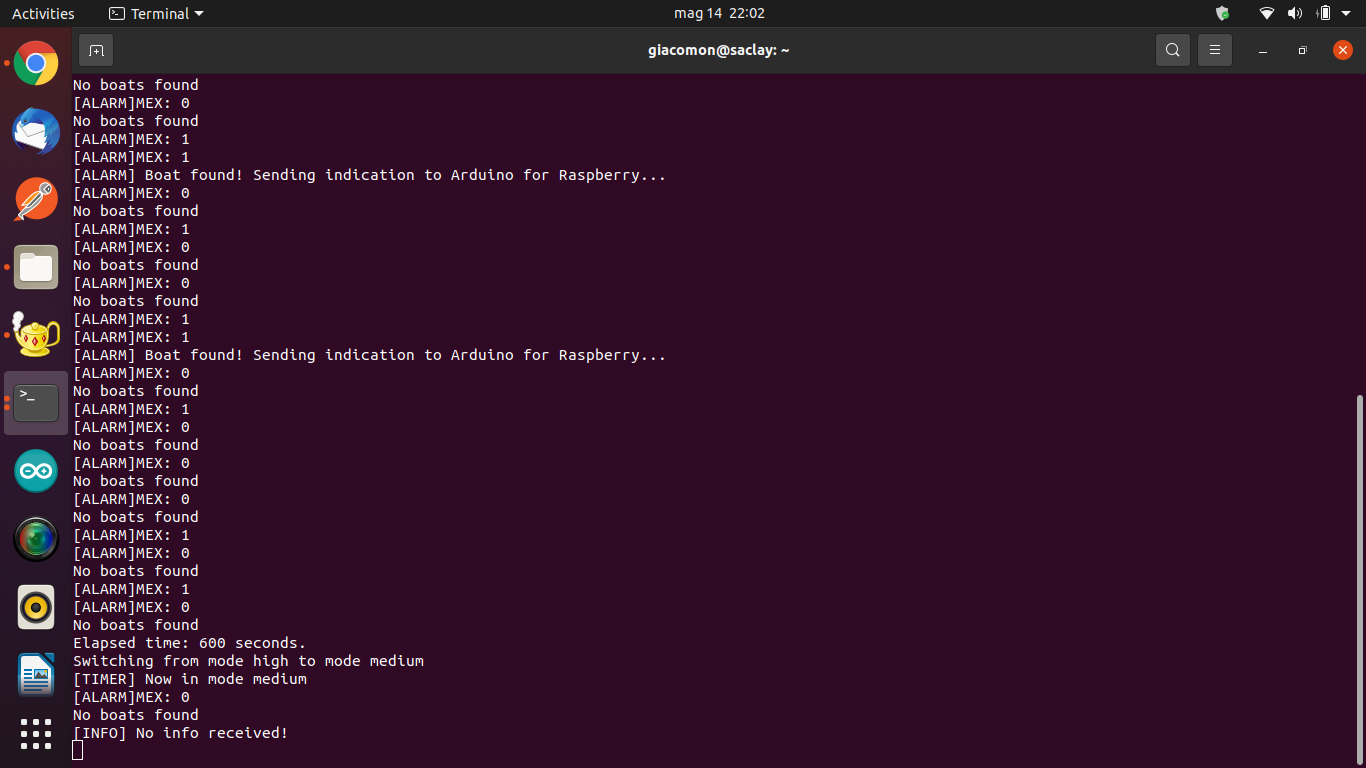 Activities
Terminal
mag 14 22:02
giacomon@saclay: ~
No boats found
[ALARM]MEX: 0
No boats found
[ALARM]MEX: 1
[ALARM]MEX: 1
[ALARM] Boat found! Sending indication to Arduino for Raspberry...
[ALARM]MEX: 0
No boats found
[ALARM]MEX: 1
[ALARM]MEX: 0
No boats found
[ALARM]MEX: 0
No boats found
[ALARM]MEX: 1
[ALARM]MEX: 1
[ALARM] Boat found! Sending indication to Arduino for Raspberry...
[ALARM]MEX: 0
No boats found
[ALARM]MEX: 1
[ALARM]MEX: 0
No boats found
[ALARM]MEX: 0
No boats found
[ALARM]MEX: 0
No boats found
[ALARM]MEX: 1
[ALARM]MEX: 0
No boats found
[ALARM]MEX: 1
[ALARM]MEX: 0
No boats found
Elapsed time: 600 seconds.
Switching from mode high to mode medium
[TIMER] Now in mode medium
[ALARM]MEX: 0
No boats found
[INFO] No info received!